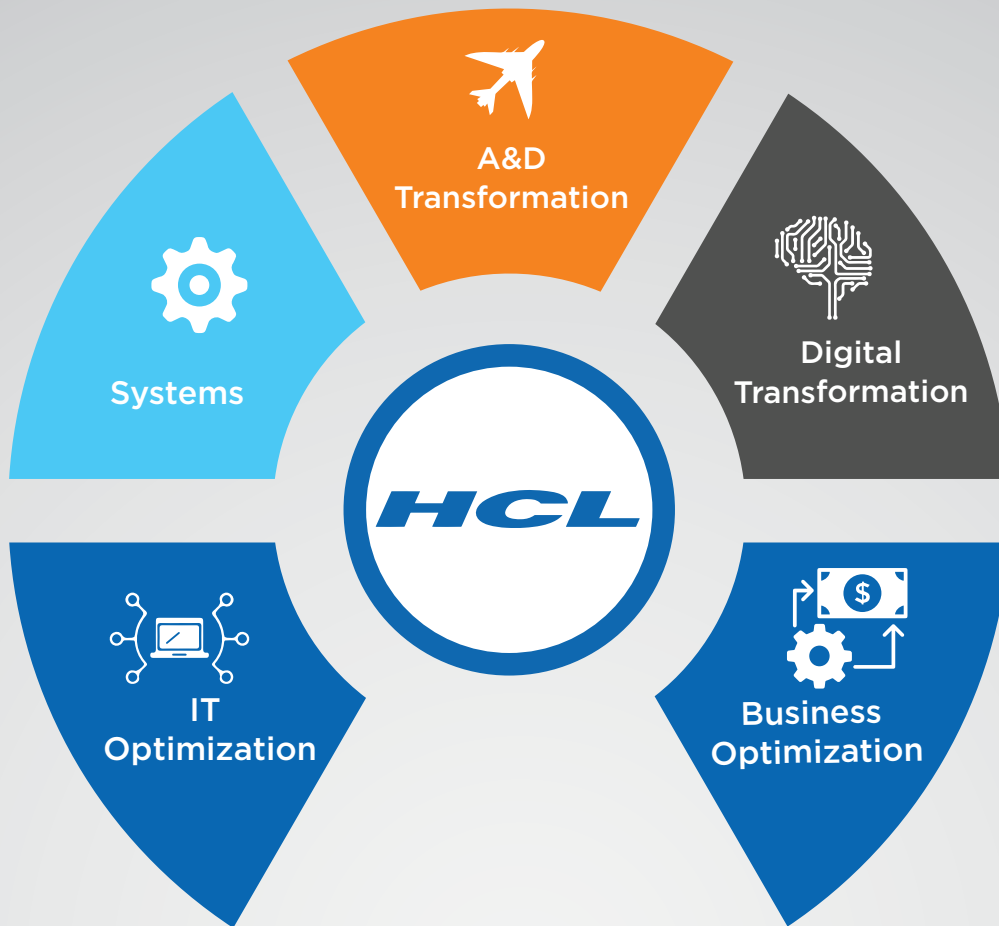 A&D
Transformation
Systems
Digital
Transformation
HCL
$
IT
Optimization
Business
Optimization